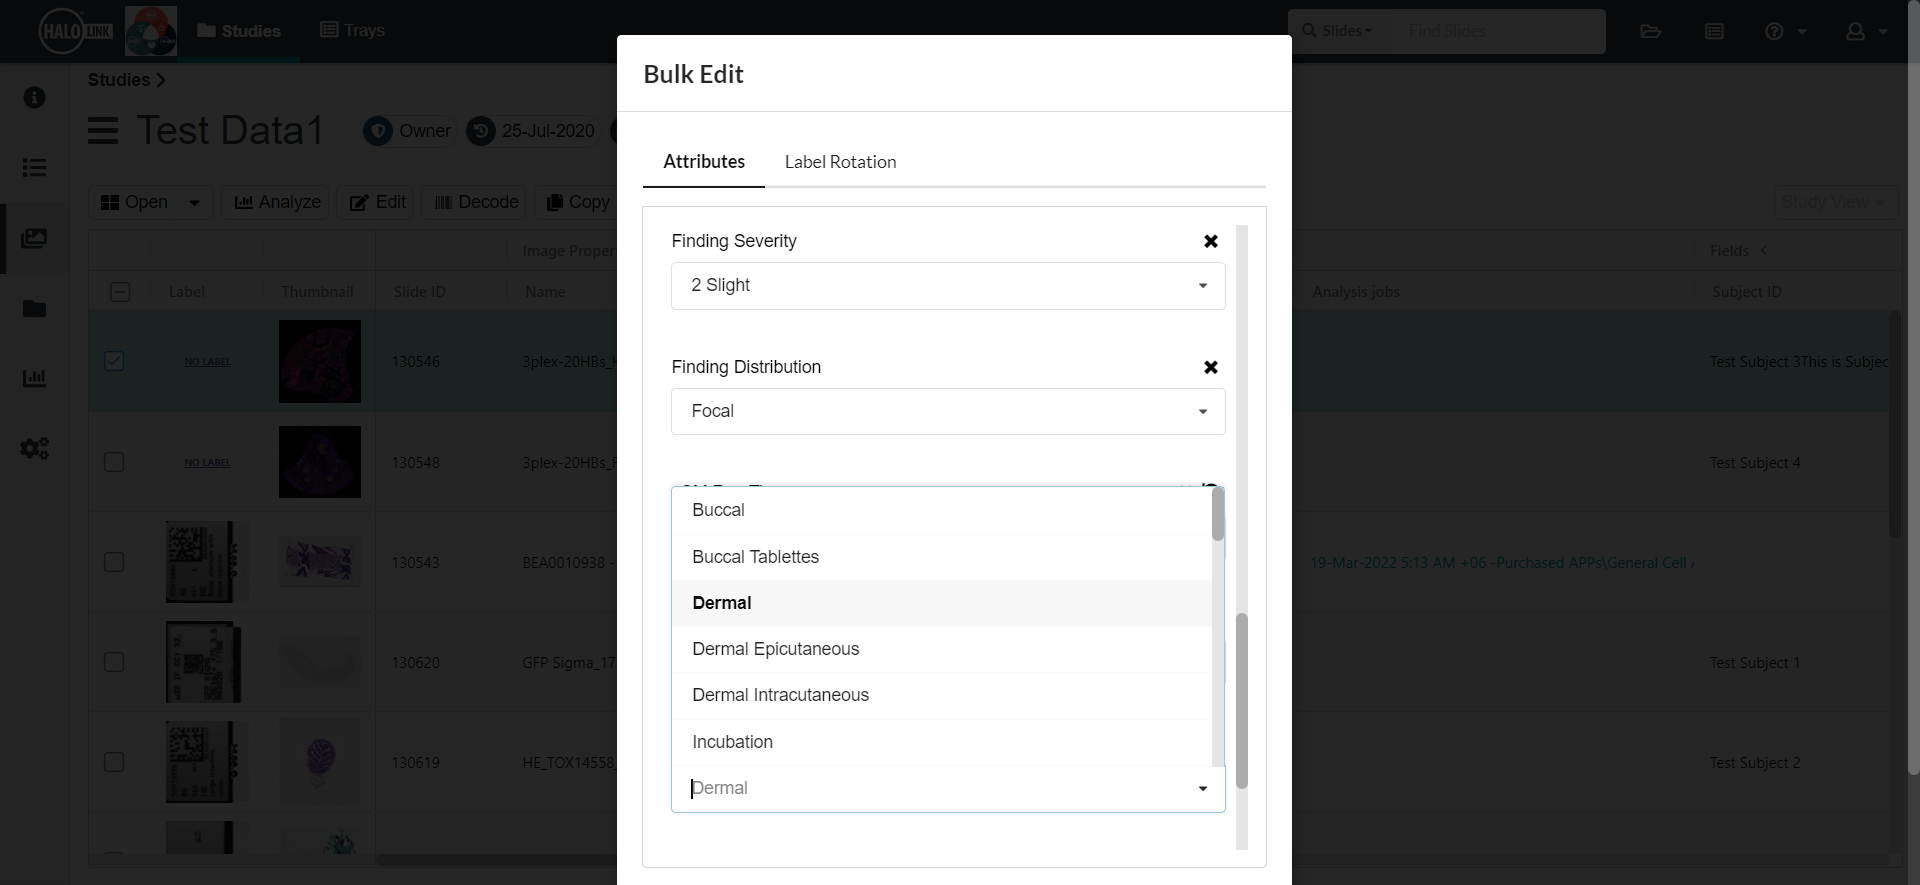 HALO LINK
Studies
Trays
Slides
Find Slides
Bulk Edit
Studies
Test Data1
Owner
25-Jul-2020
Attributes
Label Rotation
Open
Analyze
Edit
Decode
Copy
Study View
Finding Severity
2 Slight
Image Proper
Fields
Label
Thumbnail
Slide ID
Name
Analysis jobs
Subject ID
NO LABEL
130546
3plex-20HBs_
Test Subject 3This is Subjec
Finding Distribution
Focal
NO LABEL
130548
3plex-20HBs_
Test Subject 4
Buccal
Buccal Tablettes
130543
BEA0010938 -
19-Mar-2022 5:13 AM +06 -Purchased APPs\General Cell
Dermal
Dermal Epicutaneous
130620
GFP Sigma_17
Test Subject 1
Dermal Intracutaneous
Incubation
130619
HE_TOX14558_
Test Subject 2
Dermal